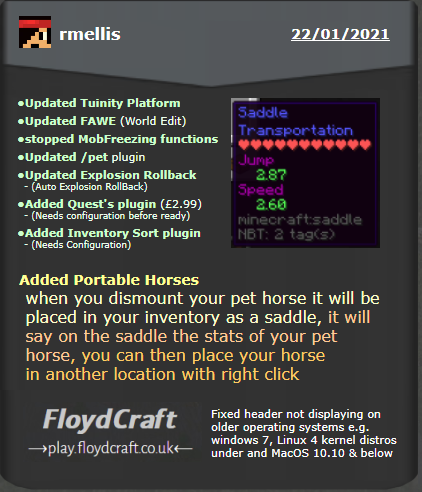 rmellis 22/01/2021
●Updated Tuinity Platform
●Updated FAWE (World Edit)
●stopped MobFreezing functions
●Updated /pet plugin
●Updated Explosion Rollback
- (Auto Explosion RollBack)
●Added Quest's plugin (£2.99)
- (Needs configuration before ready)
●Added Inventory Sort plugin
- (Needs Configuration)
Saddle
Transportation
♥♥♥♥♥♥♥♥♥♥♥
Jump
2.87
Speed
2.60
minecraft:saddle
NBT: 2 tag(s)
Added Portable Horses
when you dismount your pet horse it will be
placed in your inventory as a saddle, it will
say on the saddle the stats of your pet
horse, you can then place your horse
in another location with right click
FloydCraft
→play.floydcraft.co.uk←
Fixed header not displaying on
older operating systems e.g.
windows 7, Linux 4 kernel distros
under and MacOS 10.10 & below